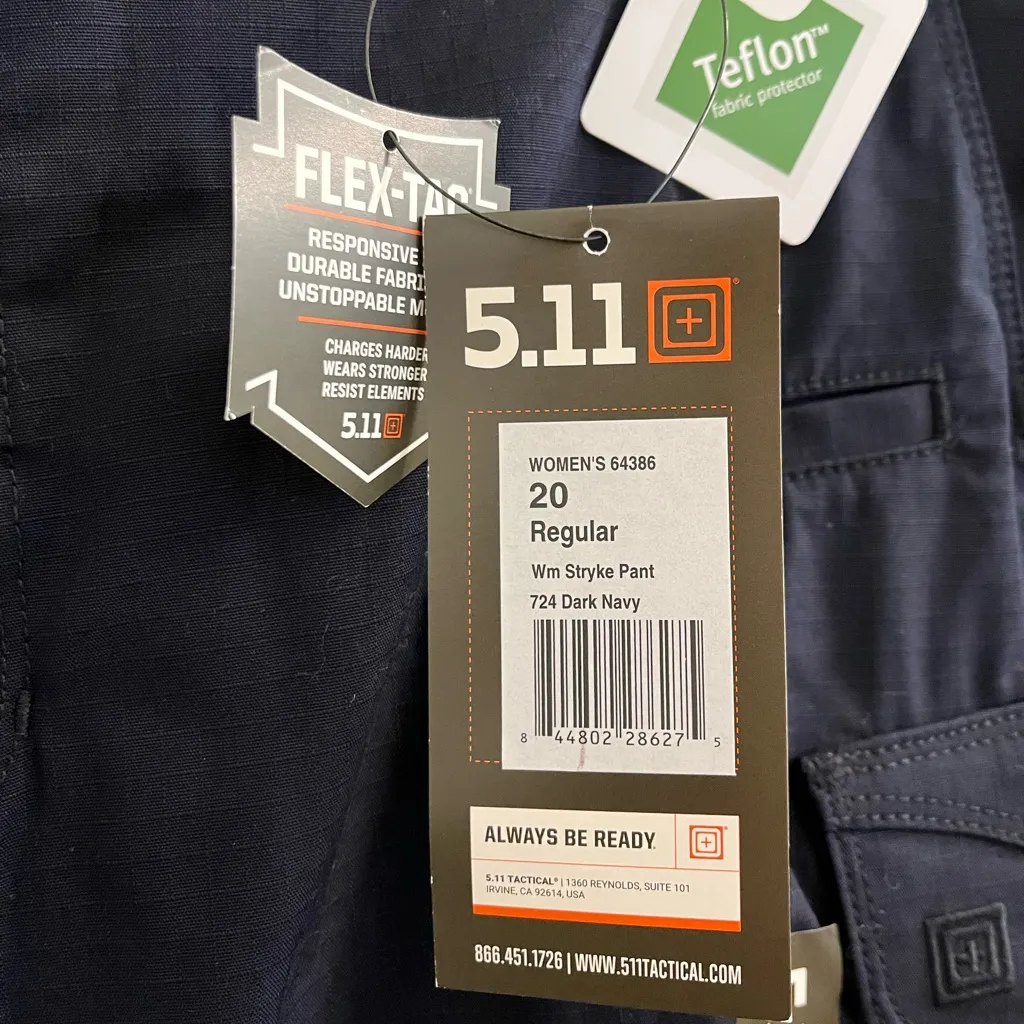 Teflon™
fabric protector
FLEX-TAC
RESPONSIVE
DURABLE
UNSTOPPABLE
CHARGES HARDER
WEARS STRONGER
RESIST ELEMENTS
5.11
5.11®
WOMEN'S 64386
20
Regular
Wm Stryke Pant
724 Dark Navy
8 44802 28627 5
ALWAYS BE READY.
5.11 TACTICAL® | 1360 REYNOLDS, SUITE 101
IRVINE, CA 92614, USA
866.451.1726 | WWW.511TACTICAL.COM